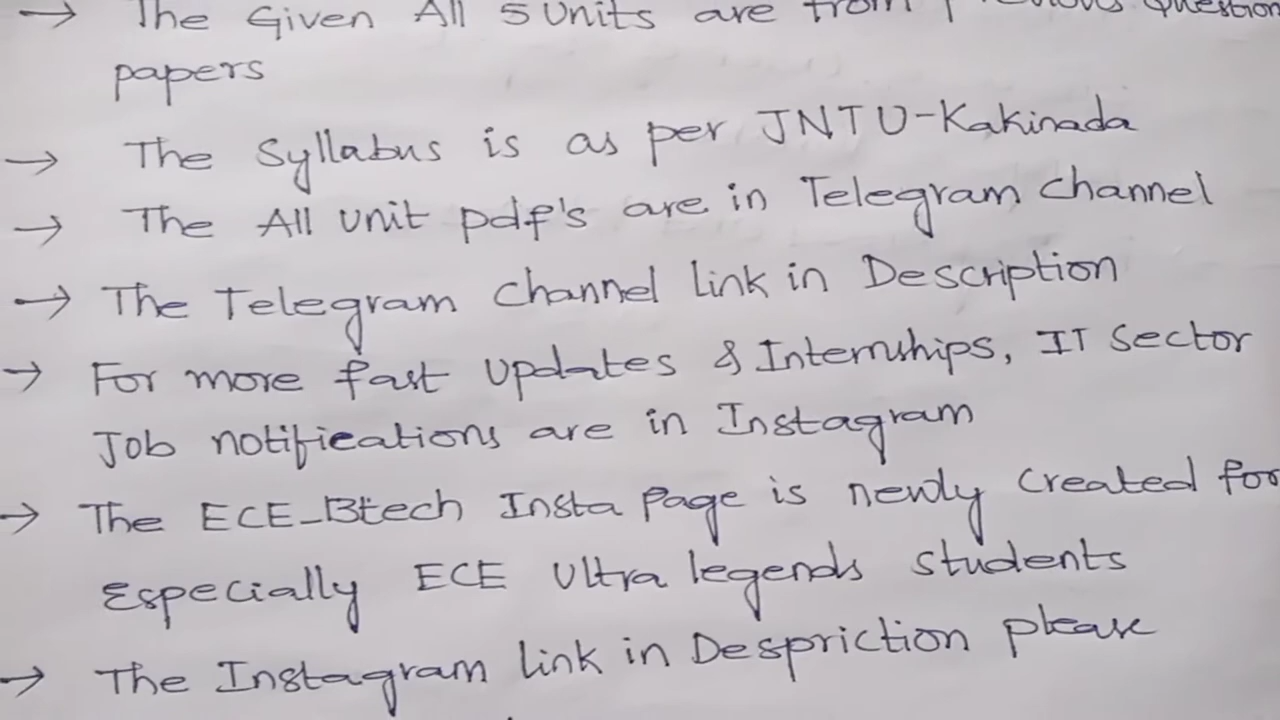 → The Given All 5 Units are from Previous Question
papers
→ The Syllabus is as per JNTU-Kakinada
→ The All Unit pdf's are in Telegram channel
→ The Telegram channel link in Description
→ For more fast Updates & Internships, IT Sector
Job notifications are in Instagram
→ The ECE_Btech Insta page is newly created for
Especially ECE Ultra legends students
→ The Instagram link in Despriction please